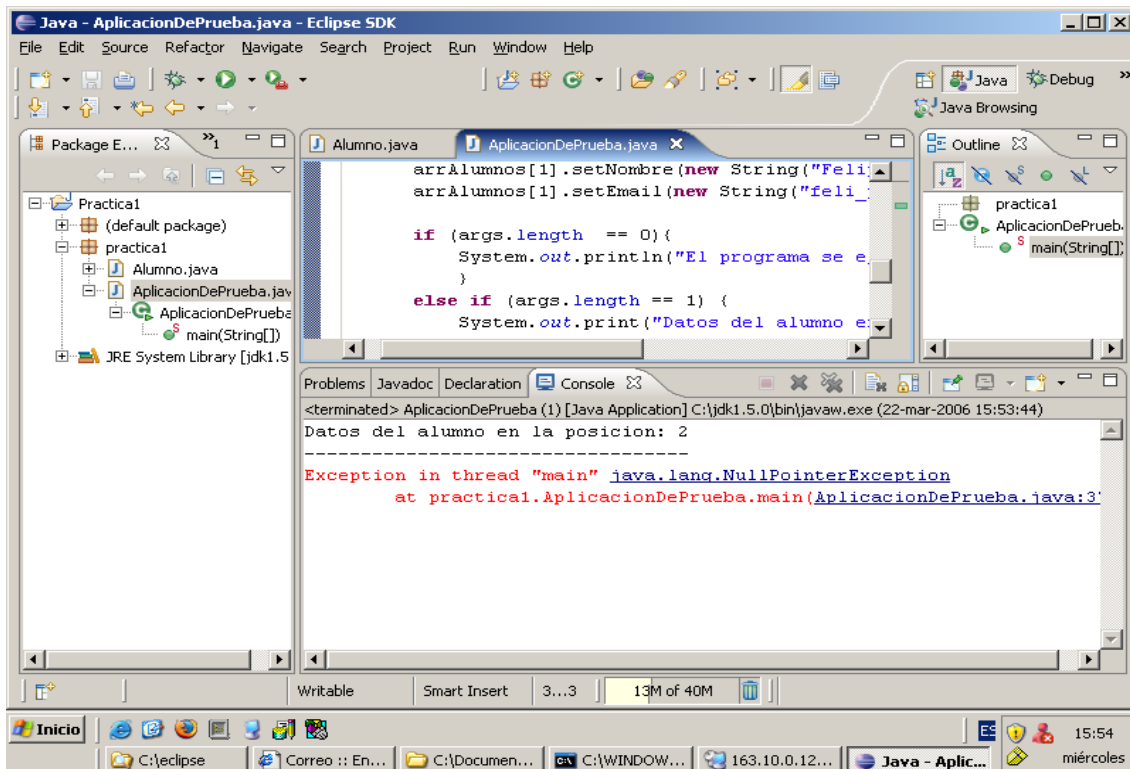 Java - AplicacionDePrueba.java - Eclipse SDK
File Edit Source Refactor Navigate Search Project Run Window Help
Java Debug »
Java Browsing
Package E... »1
Alumno.java AplicacionDePrueba.java
Outline
Practica1
(default package)
practica1
Alumno.java
AplicacionDePrueba.jav
AplicacionDePrueba
main(String[])
JRE System Library [jdk1.5
arrAlumnos[1].setNombre(new String("Feli
arrAlumnos[1].setEmail(new String("feli_
if (args.length == 0){
System.out.println("El programa se e
}
else if (args.length == 1) {
System.out.print("Datos del alumno e
practica1
AplicacionDePrueb
main(String[])
Problems Javadoc Declaration Console
<terminated> AplicacionDePrueba (1) [Java Application] C:\jdk1.5.0\bin\javaw.exe (22-mar-2006 15:53:44)
Datos del alumno en la posicion: 2
----------------------------------
Exception in thread "main" java.lang.NullPointerException
at practica1.AplicacionDePrueba.main(AplicacionDePrueba.java:37
Writable Smart Insert 3...3 13M of 40M
Inicio ES 15:54
C:\eclipse Correo :: En... C:\Documen... C:\WINDOW... 163.10.0.12... Java - Aplic... miércoles